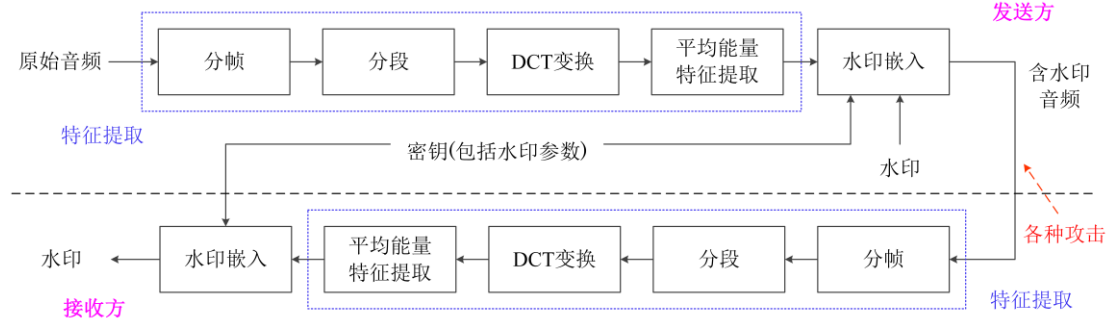 发送方
原始音频
分帧
分段
DCT变换
平均能量
特征提取
水印嵌入
含水印
音频
特征提取
密钥(包括水印参数)
水印
各种攻击
水印
水印嵌入
平均能量
特征提取
DCT变换
分段
分帧
接收方
特征提取